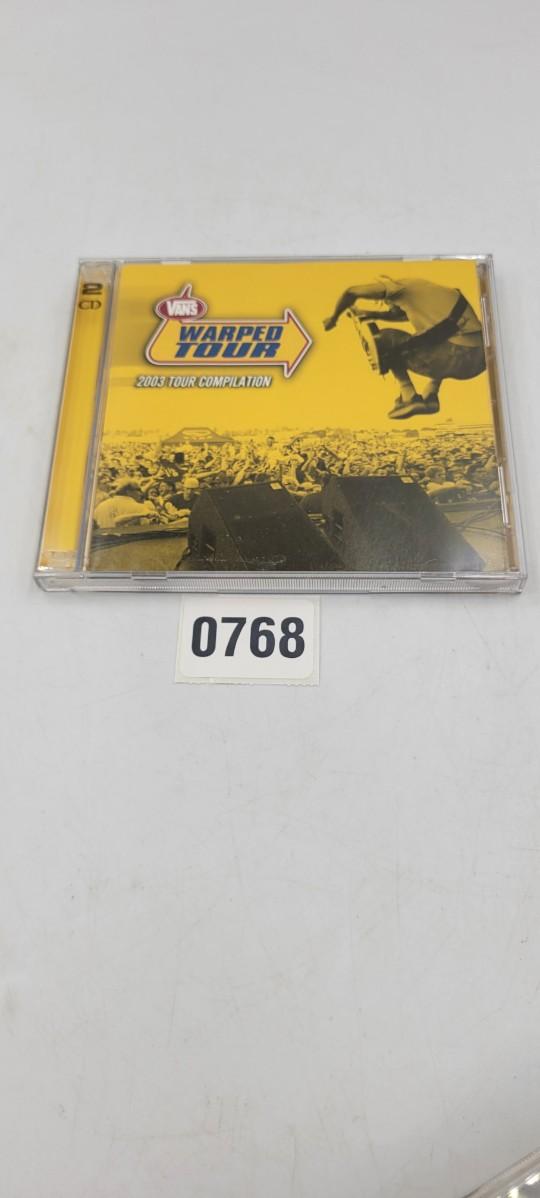 2
CD
VANS
WARPED
TOUR
2003 TOUR COMPILATION
0768